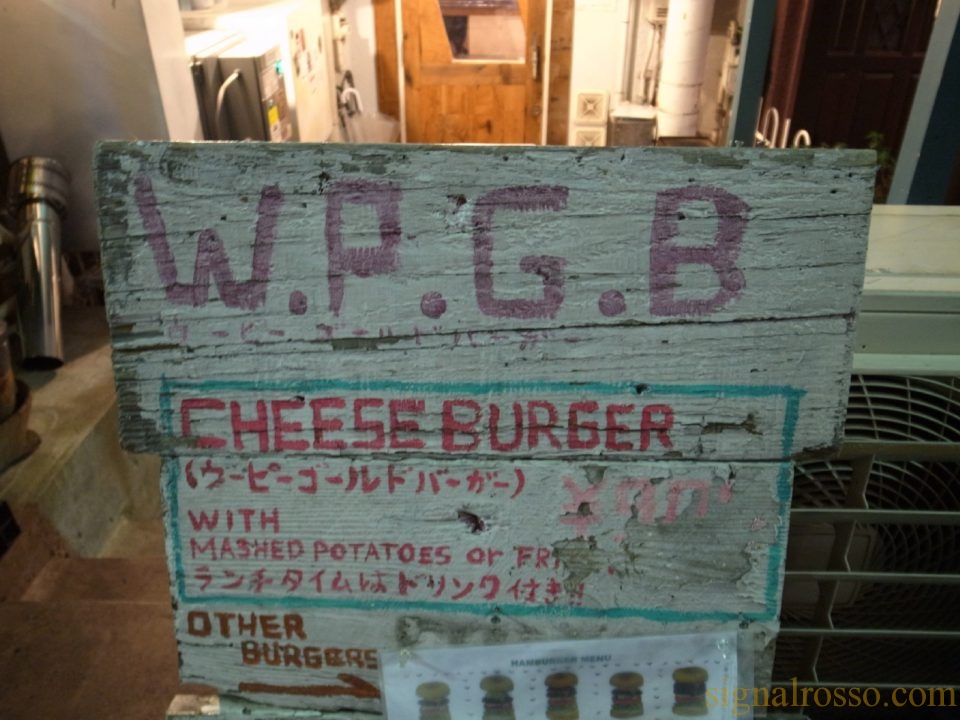 W.P.G.B
ウーピーゴールドバーガー
CHEESE BURGER
(ウーピーゴールドバーガー)
WITH
MASHED POTATOES or
ランチタイムはドリンク付き!!
OTHER
BURGERS
HAMBURGER MENU
signalrosso.com